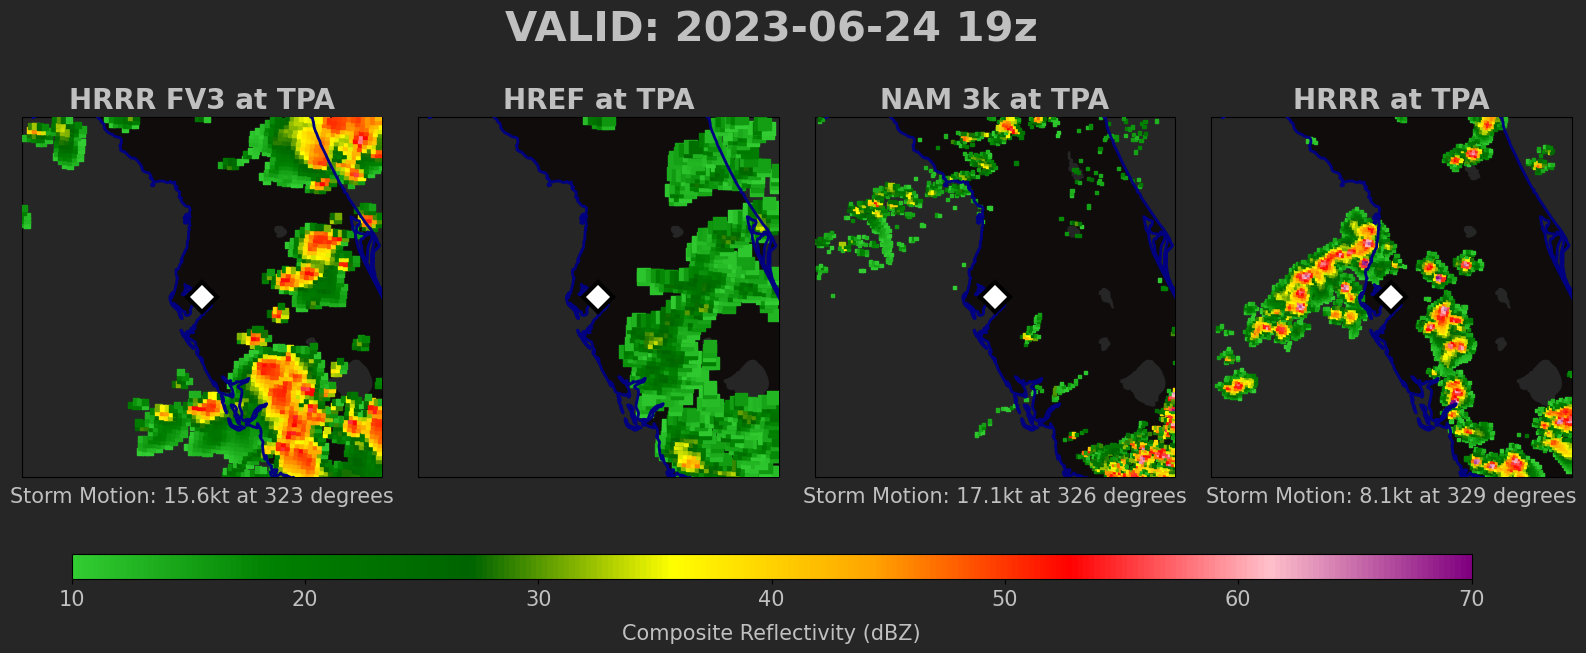 VALID: 2023-06-24 19z
HRRR FV3 at TPA
HREF at TPA
NAM 3k at TPA
HRRR at TPA
Storm Motion: 15.6kt at 323 degrees
Storm Motion: 17.1kt at 326 degrees
Storm Motion: 8.1kt at 329 degrees
10 20 30 40 50 60 70
Composite Reflectivity (dBZ)